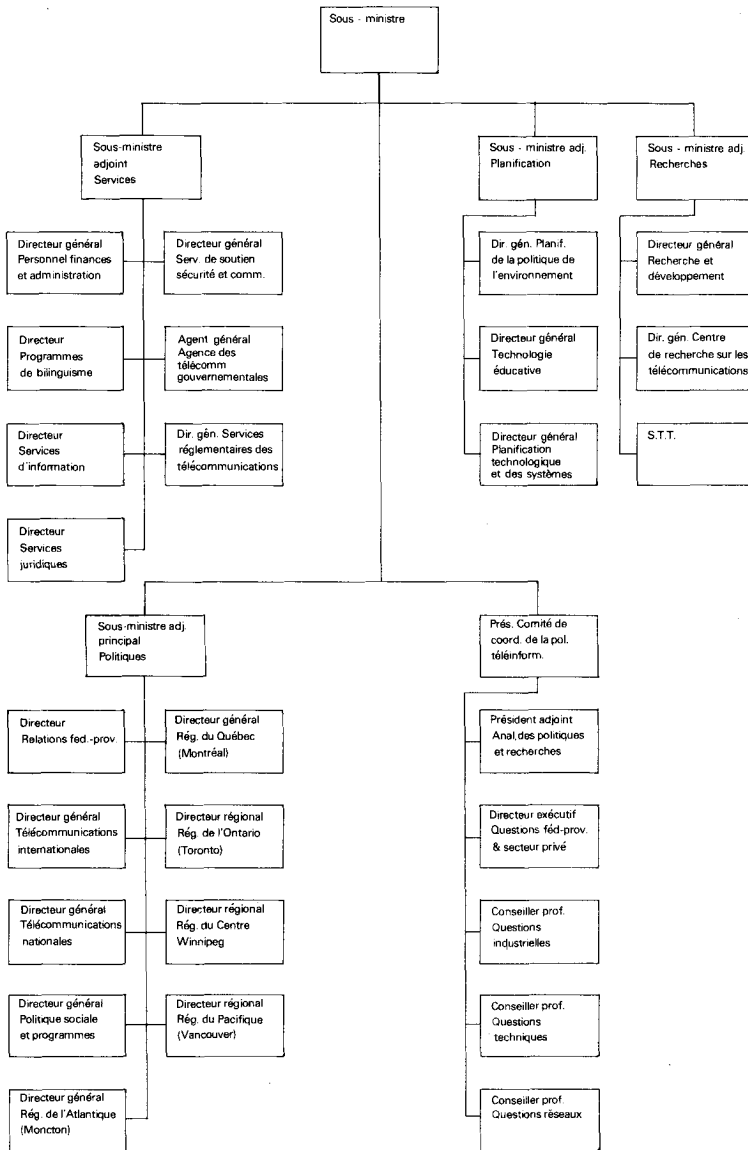 Sous - ministre
Sous-ministre
adjoint
Services
Sous - ministre adj.
Planification
Sous - ministre adj.
Recherches
Directeur général
Personnel finances
et administration
Directeur général
Serv. de soutien
sécurité et comm.
Dir. gén. Planif.
de la politique de
l'environnement
Directeur général
Recherche et
développement
Directeur
Programmes
de bilinguisme
Agent général
Agence des
télécomm
gouvernementales
Directeur général
Technologie
éducative
Dir. gén. Centre
de recherche sur les
télécommunications
Directeur
Services
d'information
Dir. gén. Services
réglementaires des
télécommunications
Directeur général
Planification
technologique
et des systèmes
S.T.T.
Directeur
Services
juridiques
Sous-ministre adj.
principal
Politiques
Prés. Comité de
coord. de la pol.
téléinform.
Directeur
Relations fed.-prov.
Directeur général
Rég. du Québec
(Montréal)
Président adjoint
Anal. des politiques
et recherches
Directeur général
Télécommunications
internationales
Directeur régional
Rég. de l'Ontario
(Toronto)
Directeur exécutif
Questions féd-prov.
& secteur privé
Directeur général
Télécommunications
nationales
Directeur régional
Rég. du Centre
Winnipeg
Conseiller prof.
Questions
industrielles
Directeur général
Politique sociale
et programmes
Directeur régional
Rég. du Pacifique
(Vancouver)
Conseiller prof.
Questions
techniques
Directeur général
Rég. de l'Atlantique
(Moncton)
Conseiller prof.
Questions réseaux